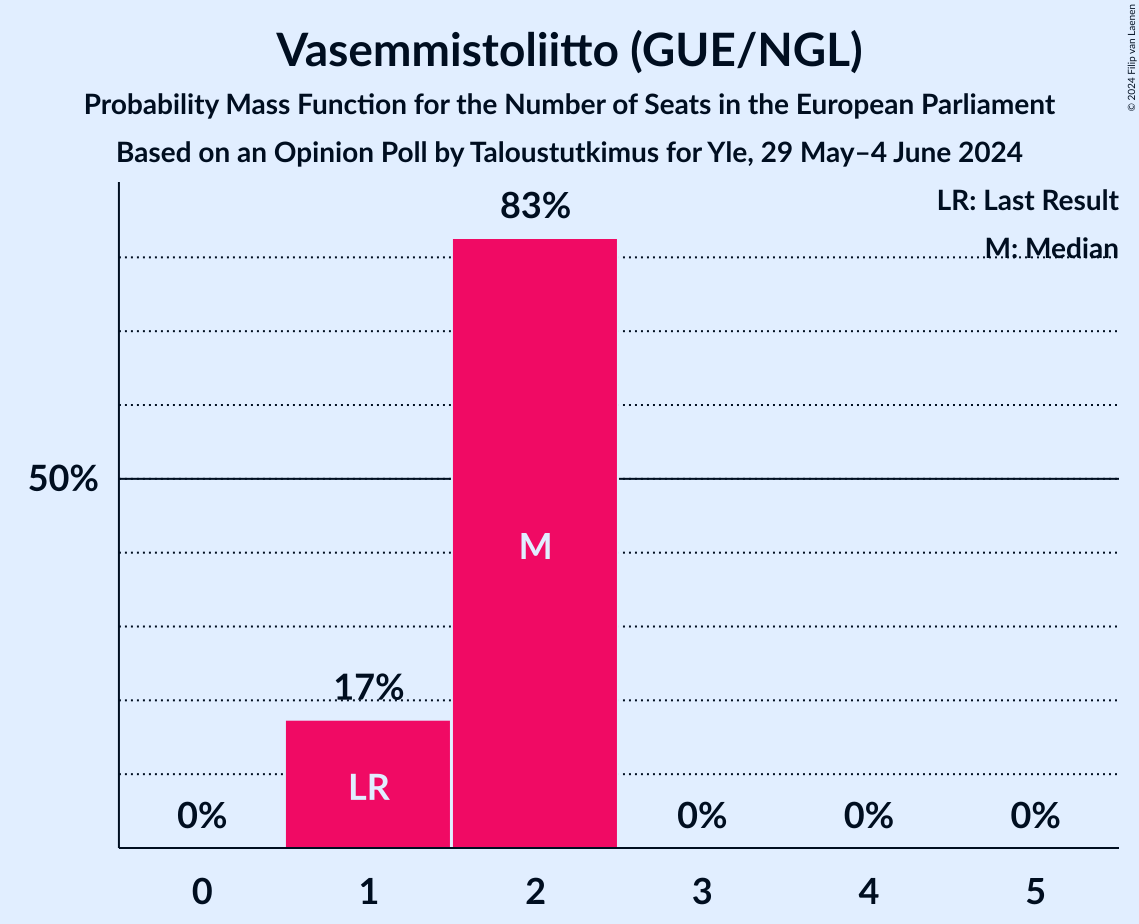 Vasemmistoliitto (GUE/NGL)
Probability Mass Function for the Number of Seats in the European Parliament
Based on an Opinion Poll by Taloustutkimus for Yle, 29 May–4 June 2024
© 2024 Filip van Laenen
LR: Last Result
M: Median
83%
50%
M
17%
LR
0% 0% 0% 0%
0 1 2 3 4 5